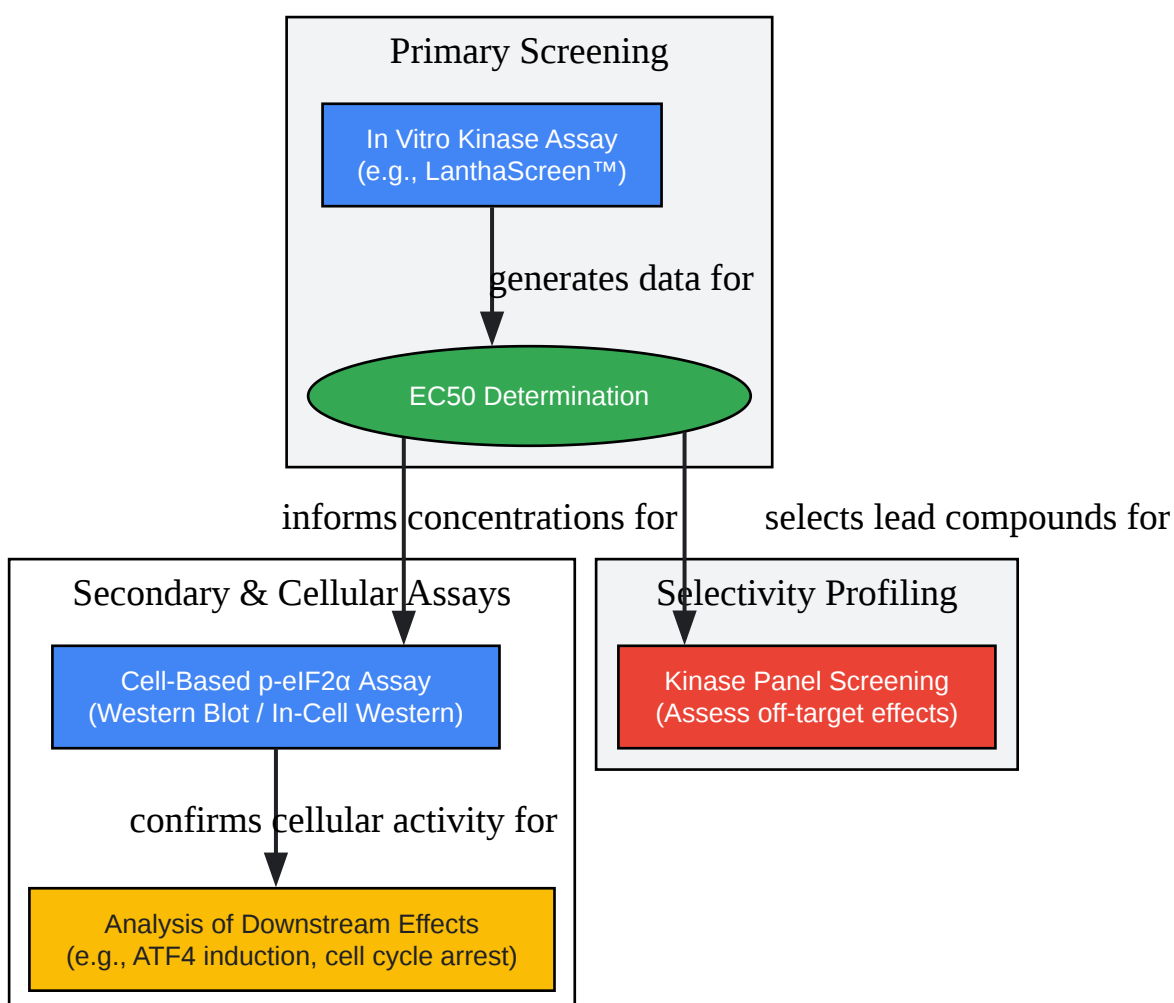 Primary Screening
In Vitro Kinase Assay
(e.g., LanthaScreen™)
generates data for
EC50 Determination
informs concentrations for
selects lead compounds for
Secondary & Cellular Assays
Selectivity Profiling
Cell-Based p-eIF2α Assay
(Western Blot / In-Cell Western)
Kinase Panel Screening
(Assess off-target effects)
confirms cellular activity for
Analysis of Downstream Effects
(e.g., ATF4 induction, cell cycle arrest)